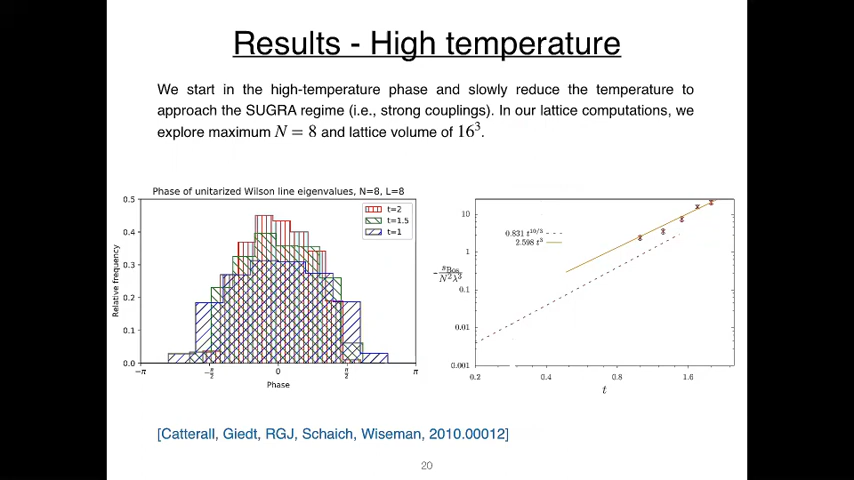 Results - High temperature
We start in the high-temperature phase and slowly reduce the temperature to
approach the SUGRA regime (i.e., strong couplings). In our lattice computations, we
explore maximum N = 8 and lattice volume of 16³.
Phase of unitarized Wilson line eigenvalues, N=8, L=8
Relative frequency
0.5
0.4
0.3
0.2
0.1
0.0
t=2
t=1.5
t=1
−π
−π/2
0
π/2
π
Phase
10
1
0.1
0.01
0.001
0.831 t^{10/3}
2.598 t³
0.2
0.4
0.8
1.6
t
[Catterall, Giedt, RGJ, Schaich, Wiseman, 2010.00012]
20